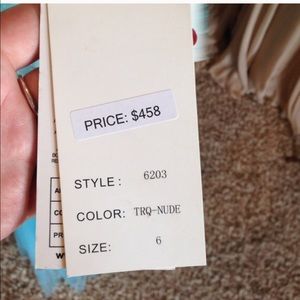 PRICE: $458
STYLE: 6203
COLOR: TRQ-NUDE
SIZE: 6